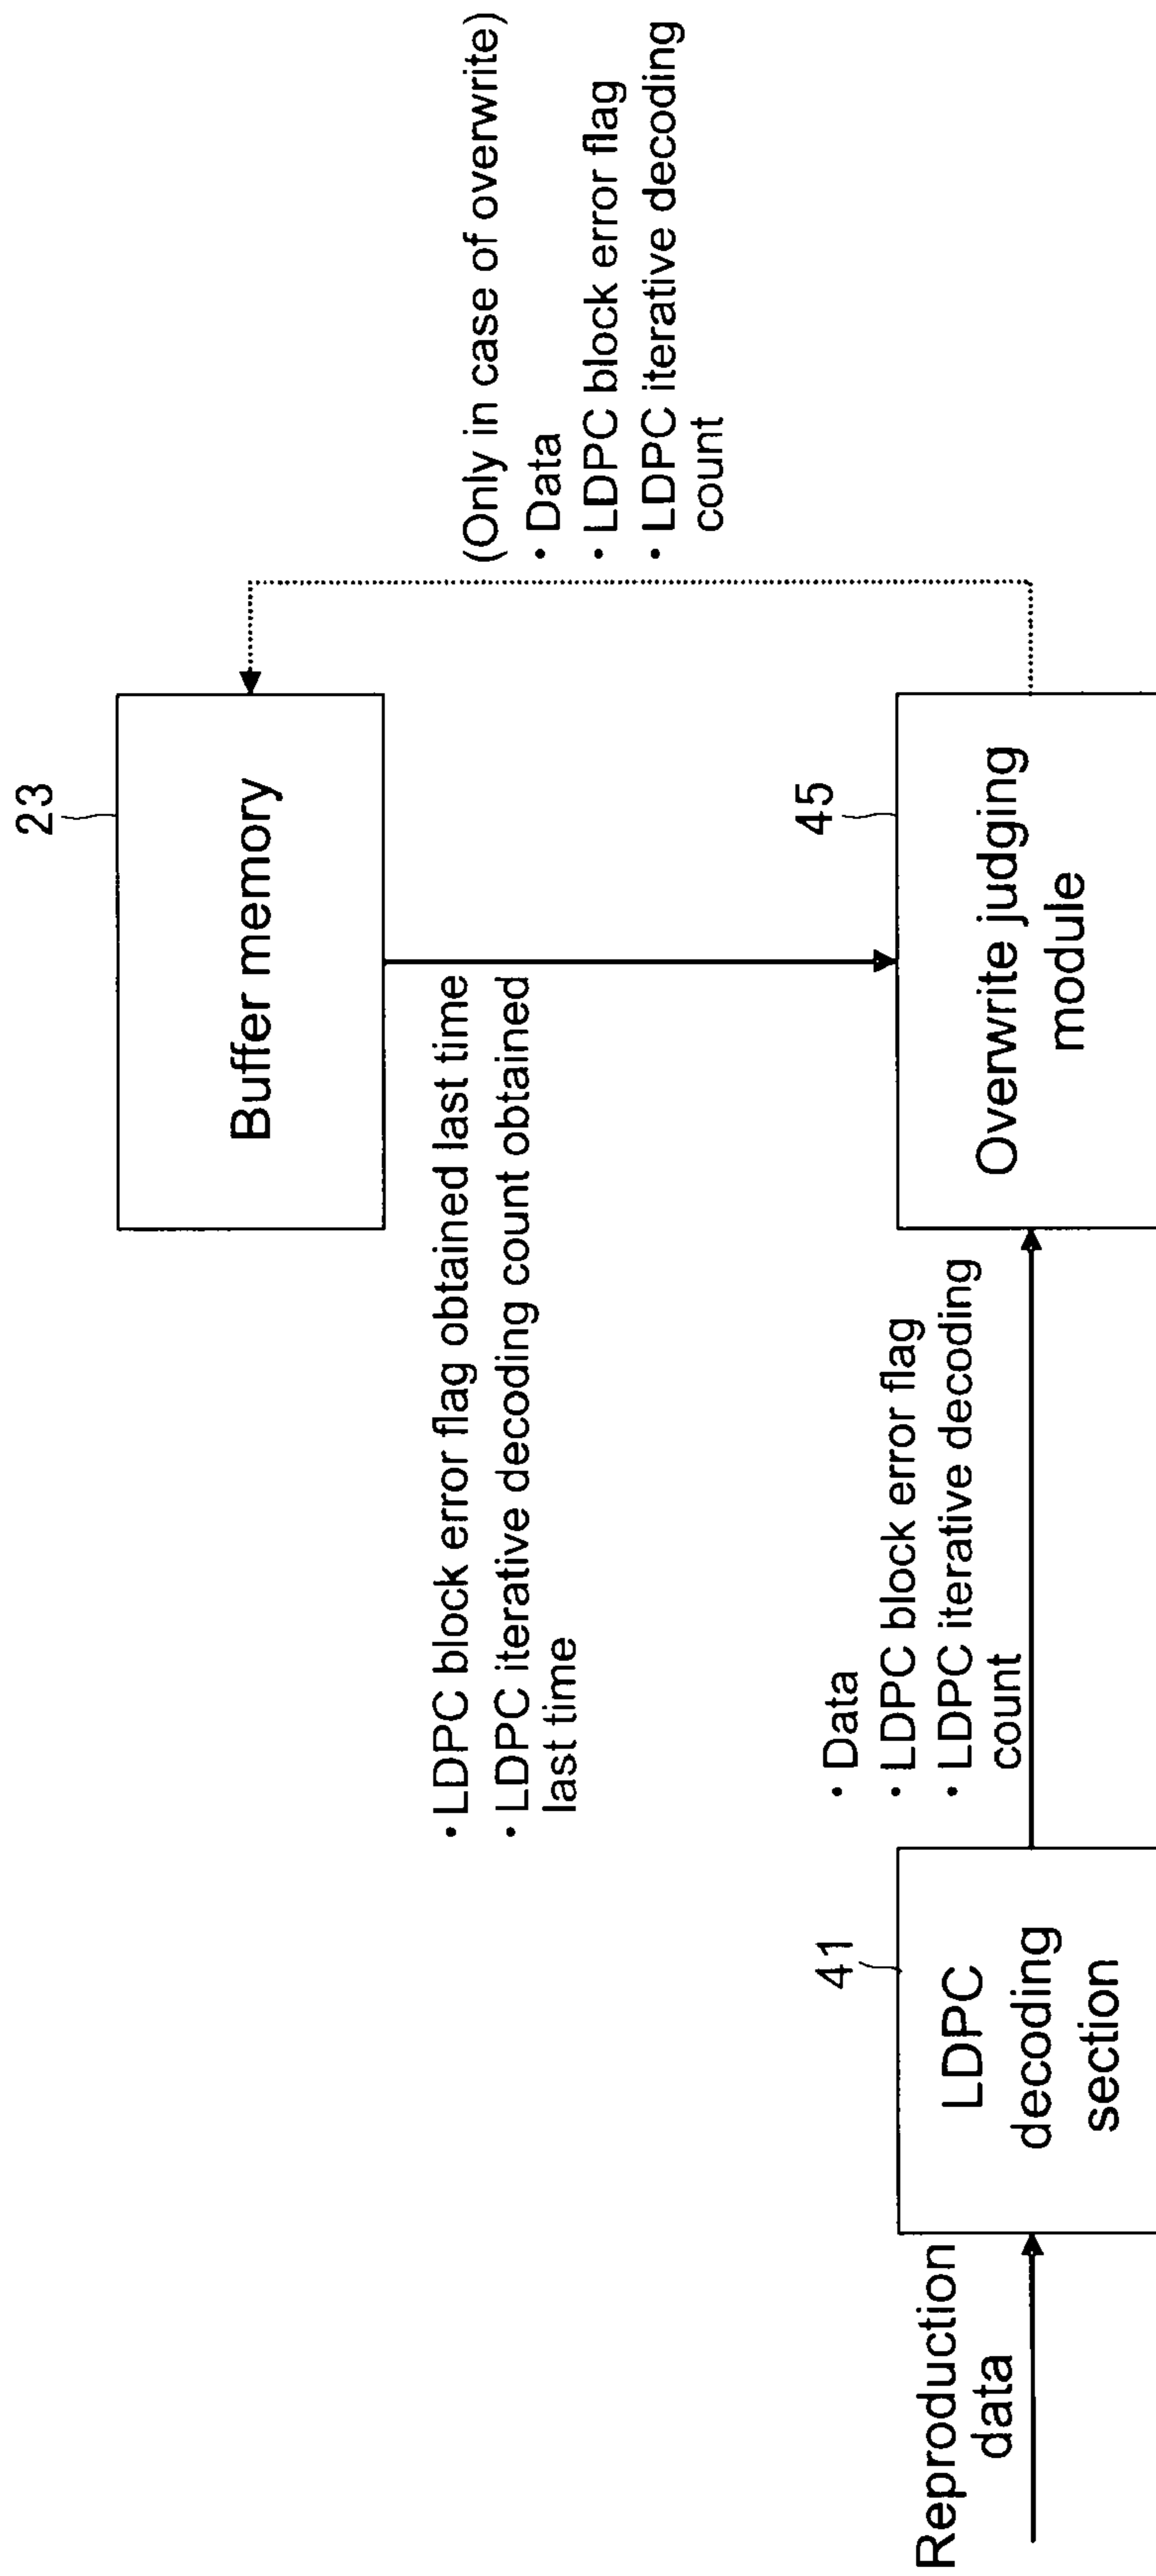 23
Buffer memory
(Only in case of overwrite)
• Data
• LDPC block error flag
• LDPC iterative decoding
count
• LDPC block error flag obtained last time
• LDPC iterative decoding count obtained
last time
41
LDPC
decoding
section
Reproduction
data
• Data
• LDPC block error flag
• LDPC iterative decoding
count
45
Overwrite judging
module